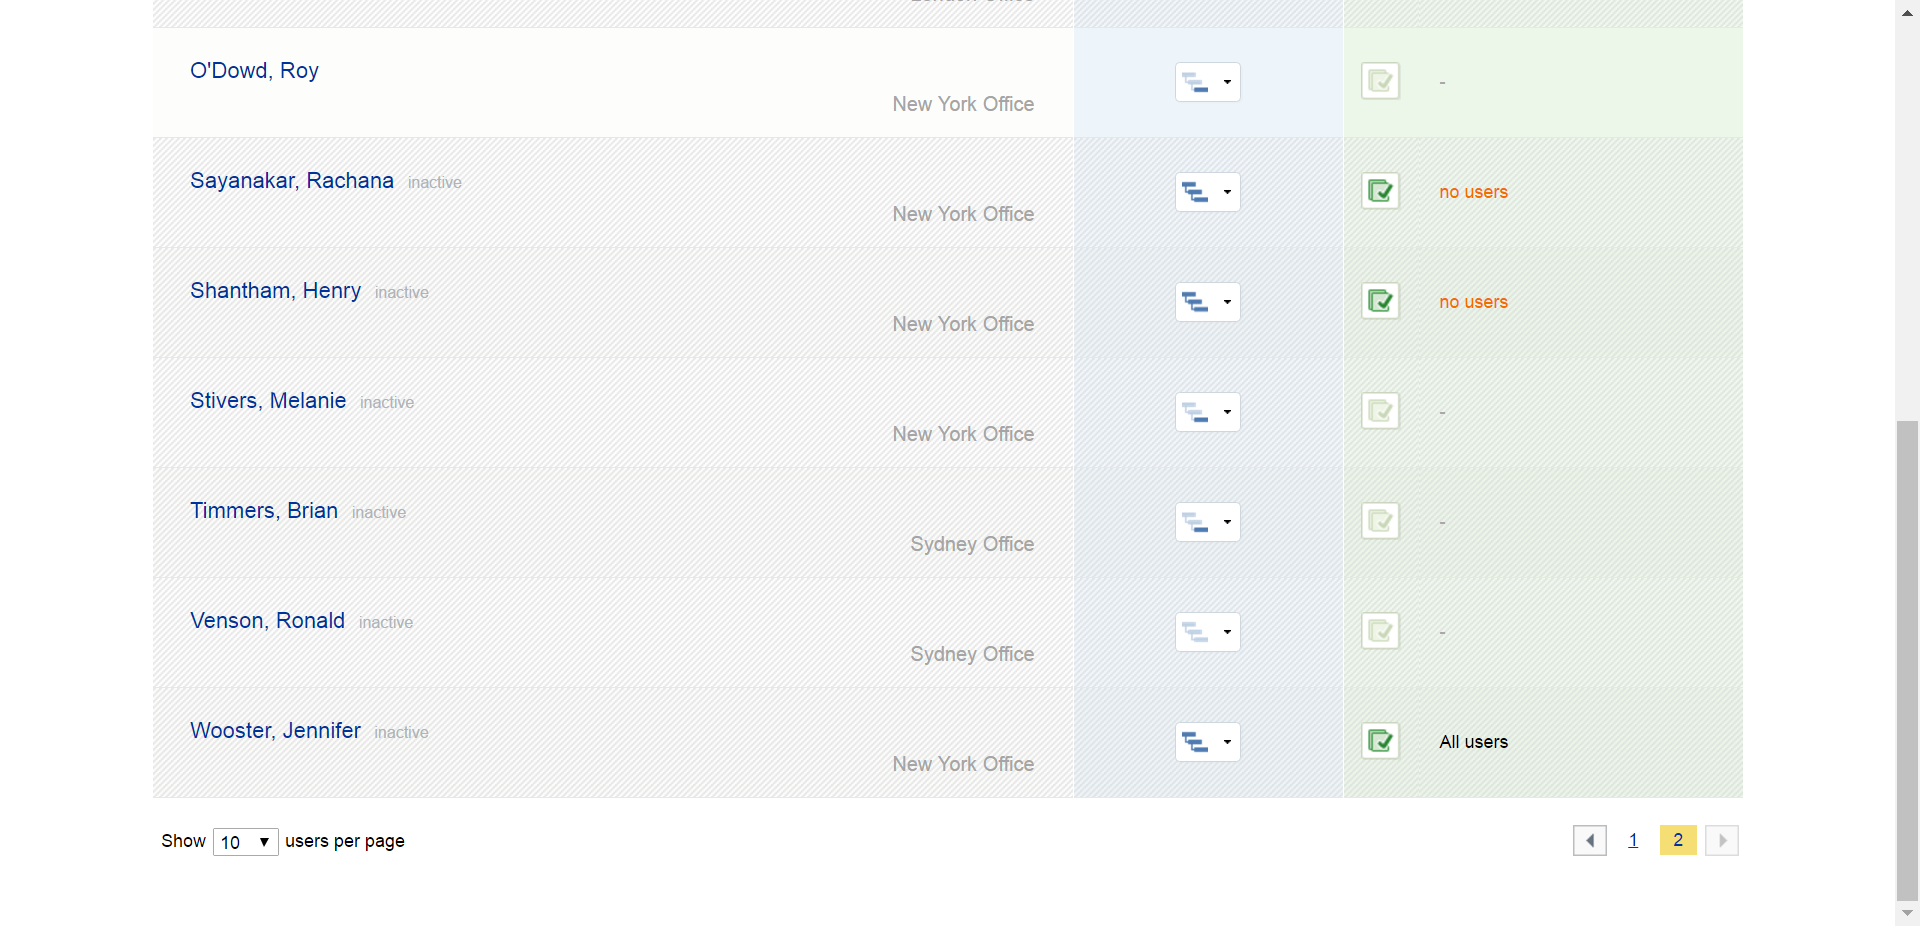 O'Dowd, Roy
New York Office
-
Sayanakar, Rachana inactive
New York Office
no users
Shantham, Henry inactive
New York Office
no users
Stivers, Melanie inactive
New York Office
-
Timmers, Brian inactive
Sydney Office
-
Venson, Ronald inactive
Sydney Office
-
Wooster, Jennifer inactive
New York Office
All users
Show 10 users per page
1 2